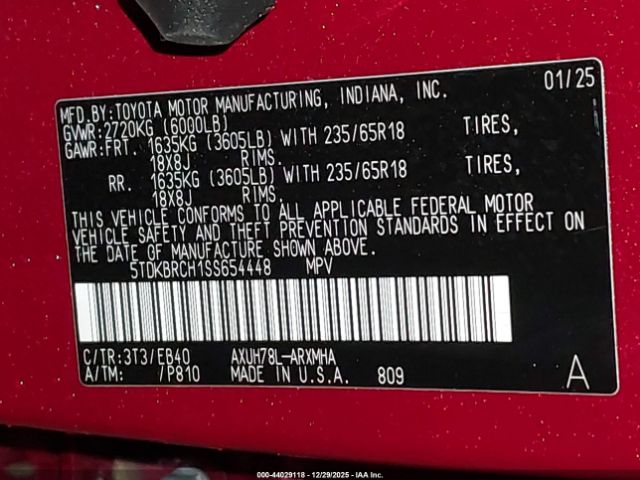 MFD.BY:TOYOTA MOTOR MANUFACTURING, INDIANA, INC. 01/25
GVWR:2720KG (6000LB)
GAWR:FRT. 1635KG (3605LB) WITH 235/65R18 TIRES,
18X8J RIMS.
RR. 1635KG (3605LB) WITH 235/65R18 TIRES,
18X8J RIMS.
THIS VEHICLE CONFORMS TO ALL APPLICABLE FEDERAL MOTOR
VEHICLE SAFETY AND THEFT PREVENTION STANDARDS IN EFFECT ON
THE DATE OF MANUFACTURE SHOWN ABOVE.
5TDKBRCH1SS654448 MPV
C/TR:3T3/EB40 AXUH78L-ARXMHA
A/TM: /P810 MADE IN U.S.A. 809 A
000-44029118 - 12/29/2025 - IAA Inc.